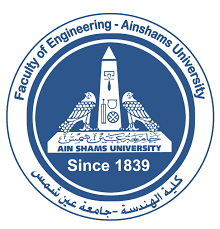 Faculty of Engineering - Ainshams University
جامعة عين شمس
AIN SHAMS UNIVERSITY
Since 1839
كلية الهندسة - جامعة عين شمس